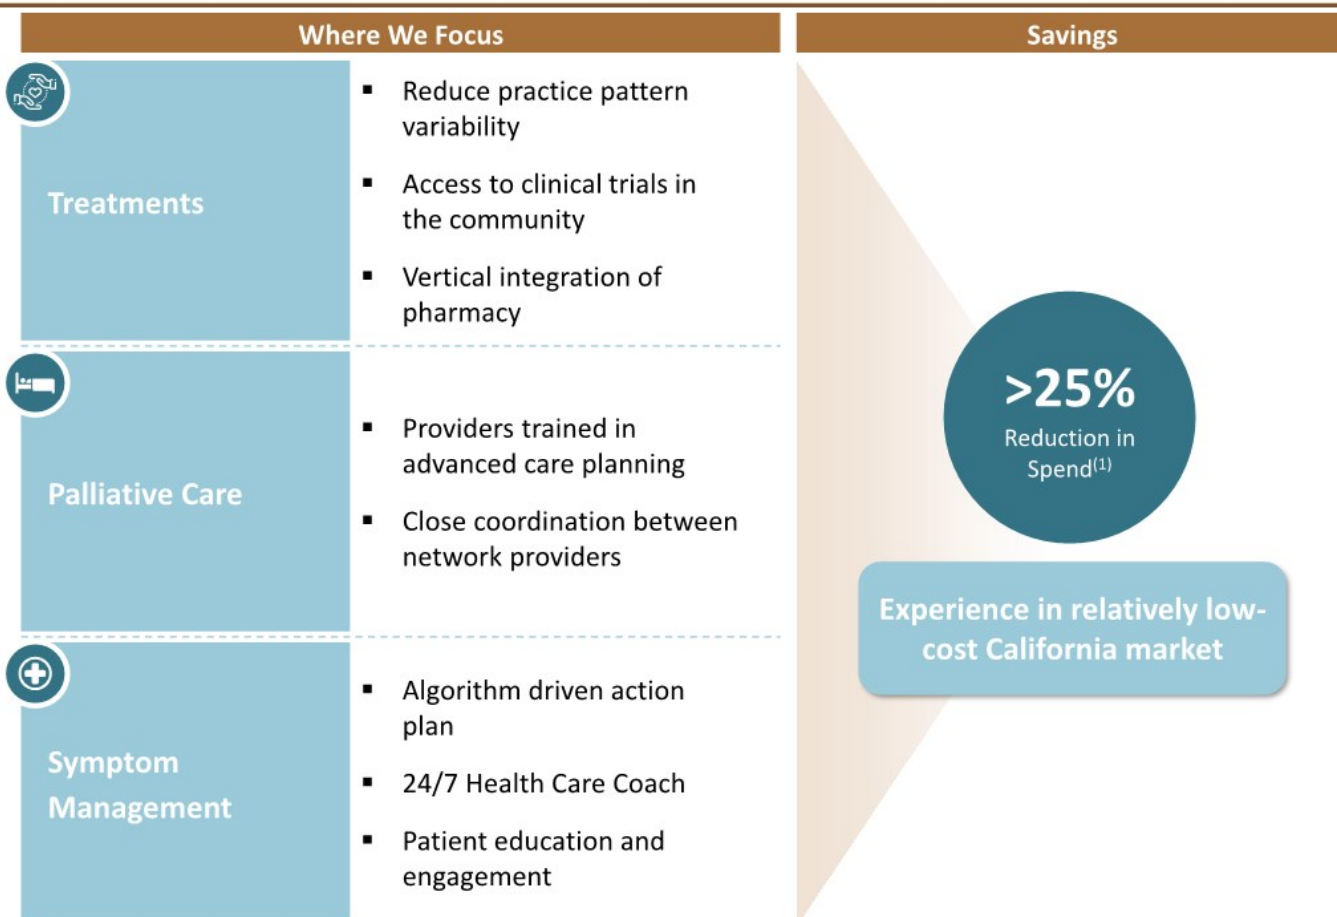 Where We Focus
Savings
Treatments
▪ Reduce practice pattern
variability
▪ Access to clinical trials in
the community
▪ Vertical integration of
pharmacy
Palliative Care
▪ Providers trained in
advanced care planning
▪ Close coordination between
network providers
Symptom
Management
▪ Algorithm driven action
plan
▪ 24/7 Health Care Coach
▪ Patient education and
engagement
>25%
Reduction in
Spend(1)
Experience in relatively low-
cost California market